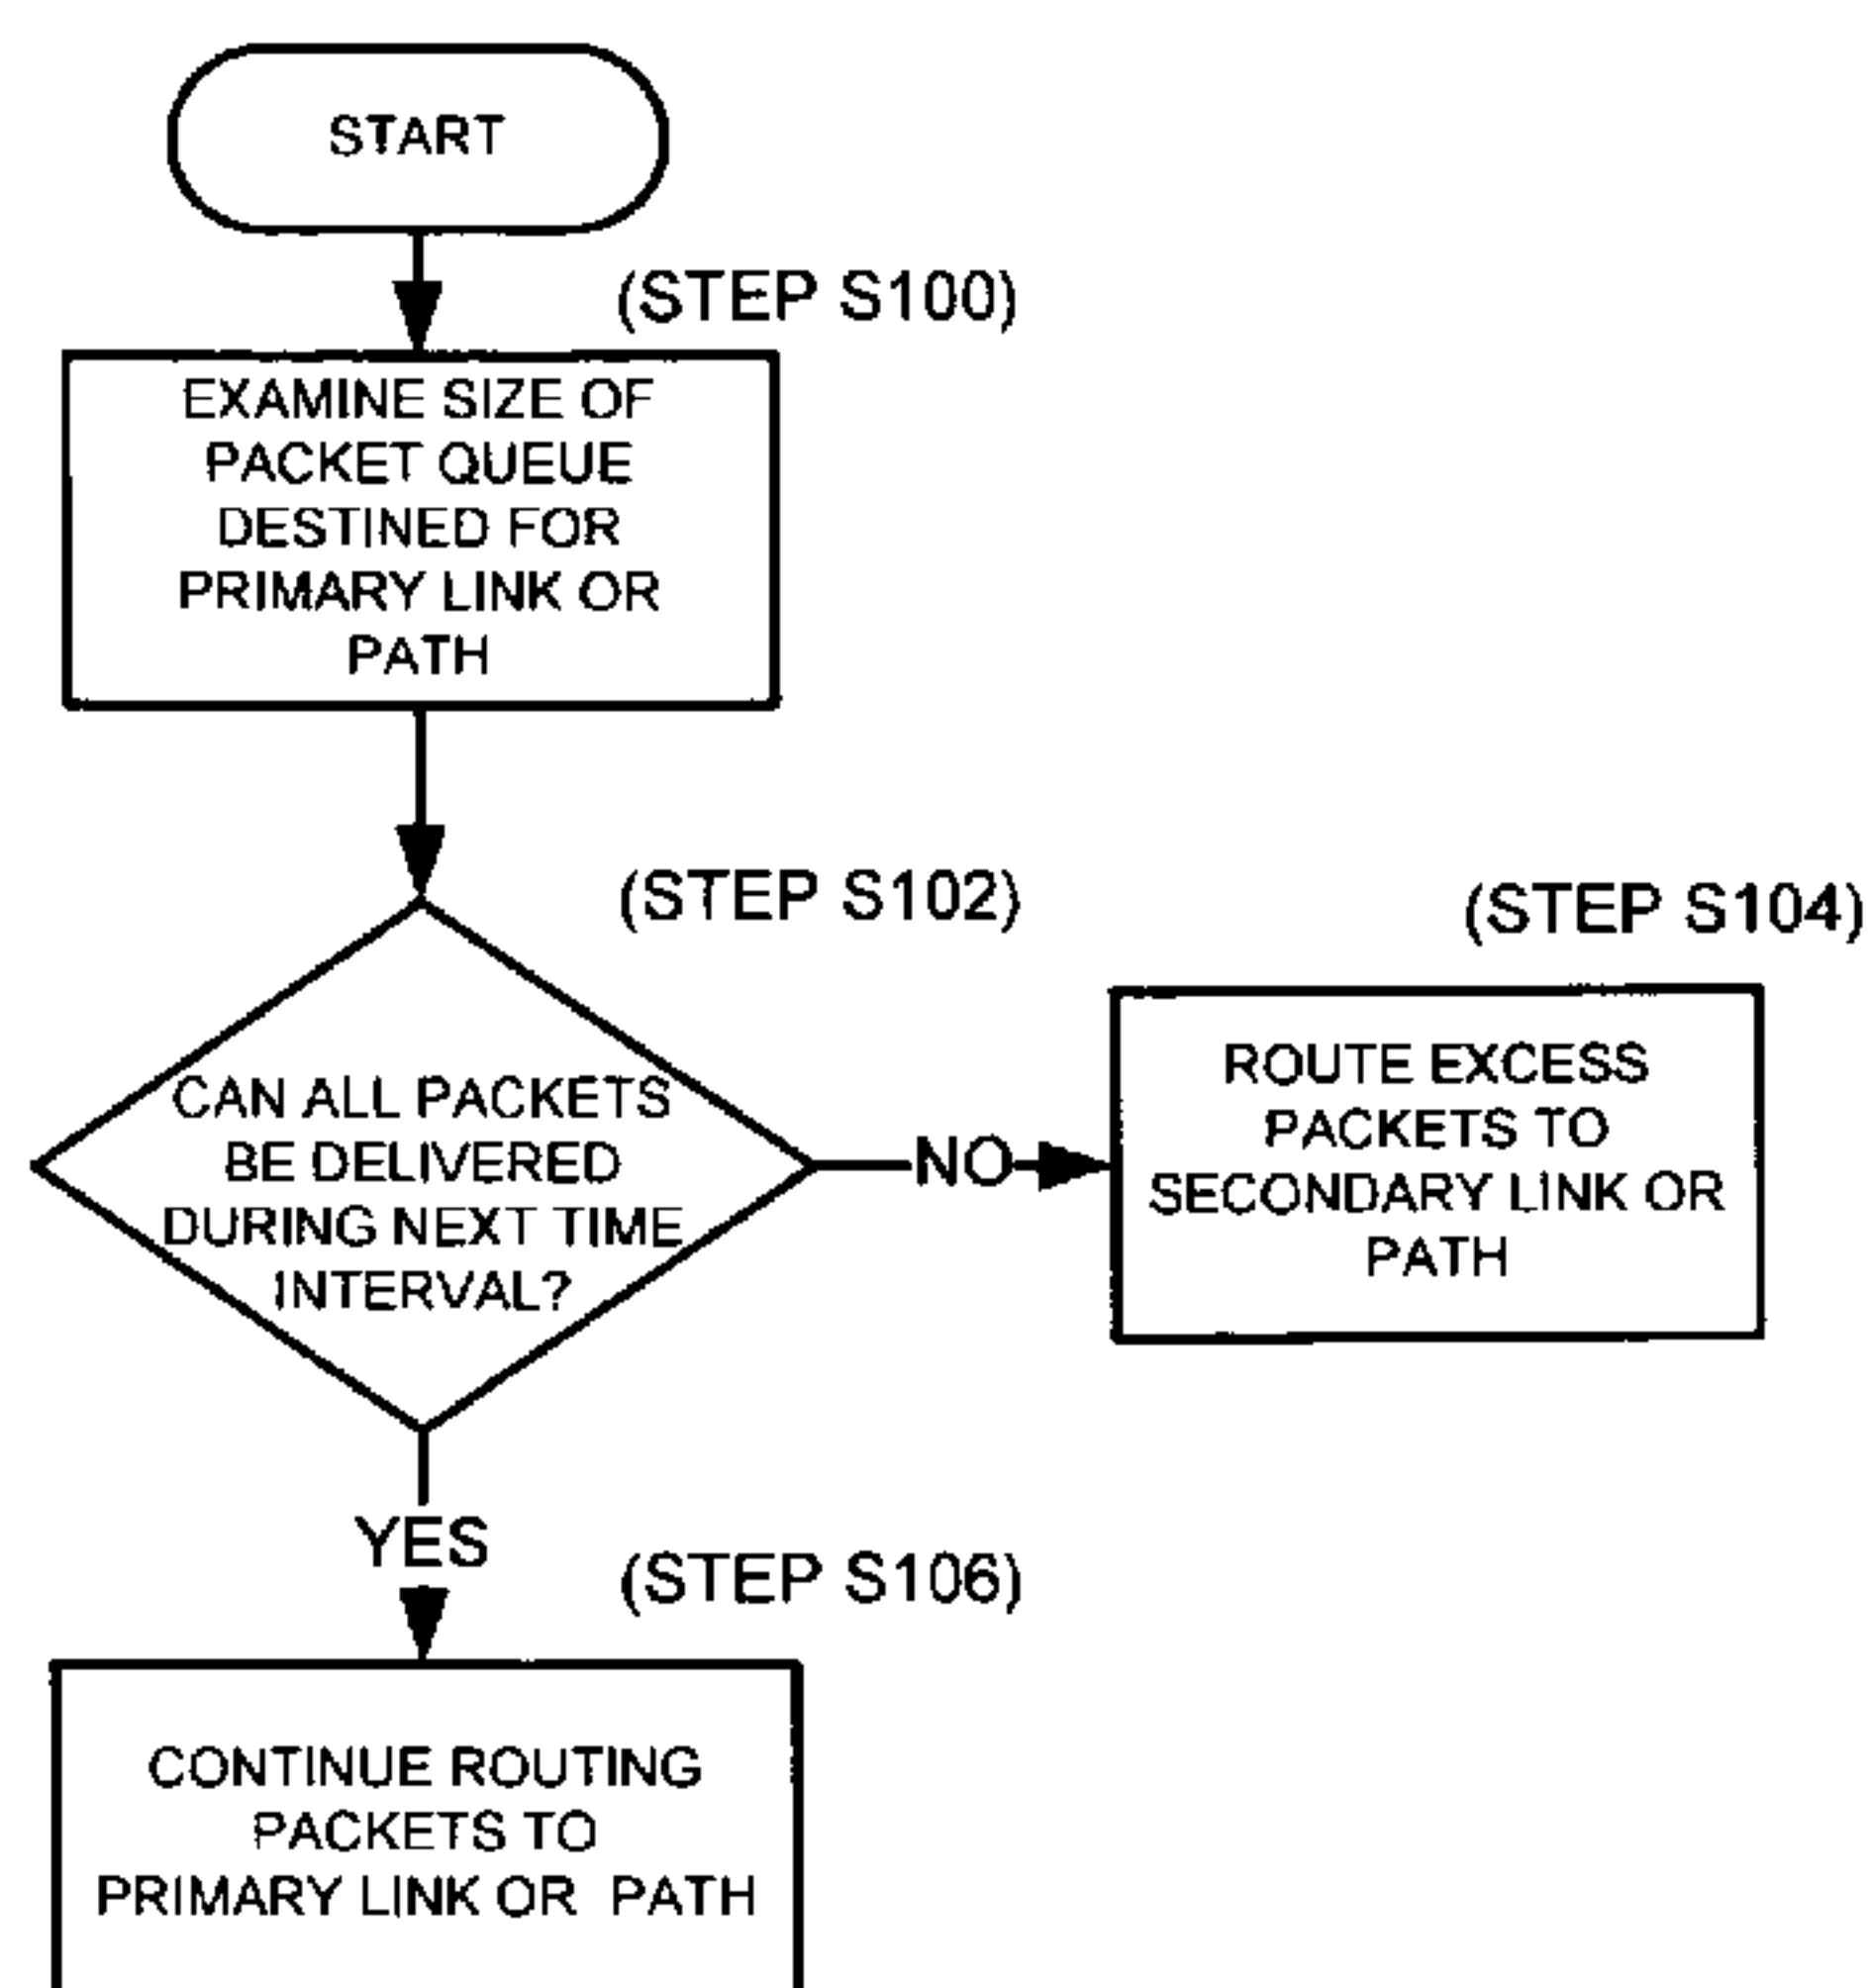 START
(STEP S100)
EXAMINE SIZE OF
PACKET QUEUE
DESTINED FOR
PRIMARY LINK OR
PATH
(STEP S102)
CAN ALL PACKETS
BE DELIVERED
DURING NEXT TIME
INTERVAL?
NO
(STEP S104)
ROUTE EXCESS
PACKETS TO
SECONDARY LINK OR
PATH
YES
(STEP S106)
CONTINUE ROUTING
PACKETS TO
PRIMARY LINK OR PATH